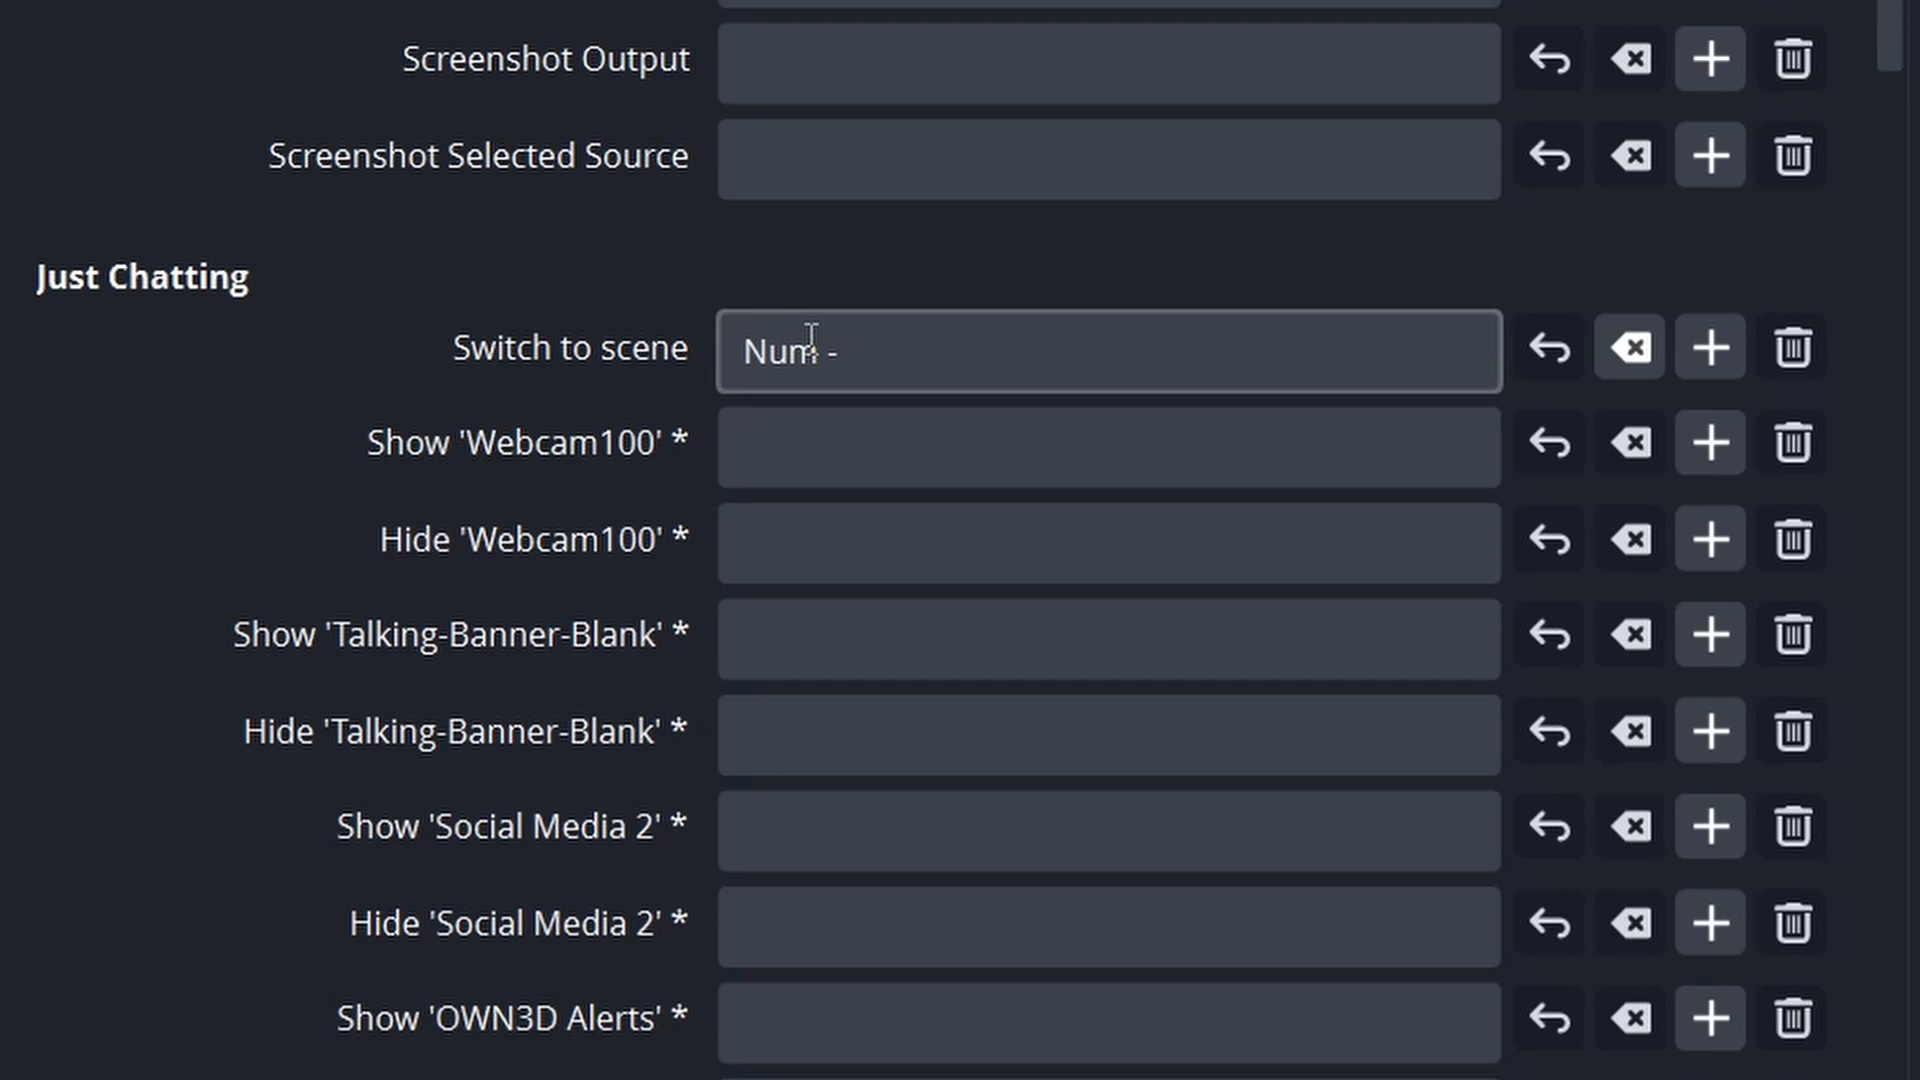 Screenshot Output
Screenshot Selected Source
Just Chatting
Switch to scene Num -
Show 'Webcam100' *
Hide 'Webcam100' *
Show 'Talking-Banner-Blank' *
Hide 'Talking-Banner-Blank' *
Show 'Social Media 2' *
Hide 'Social Media 2' *
Show 'OWN3D Alerts' *